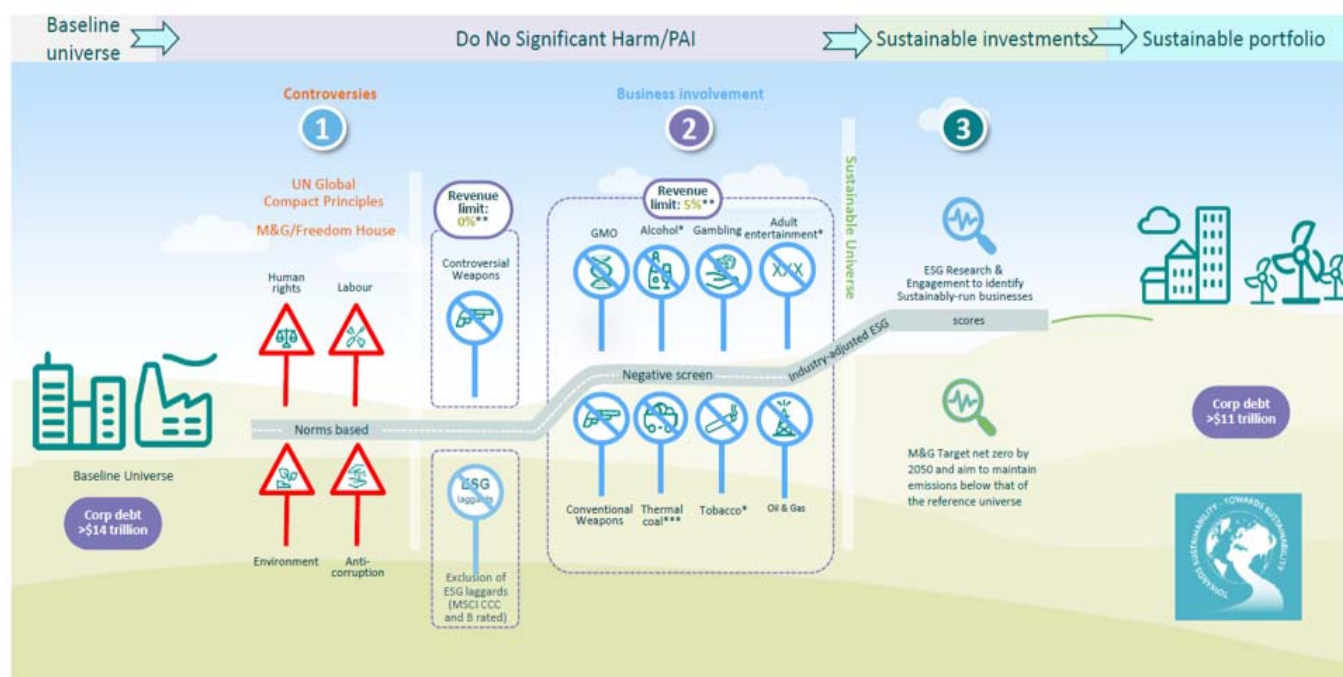 Baseline
universe
Do No Significant Harm/PAI
Sustainable investments
Sustainable portfolio
Controversies
1
UN Global
Compact Principles
M&G/Freedom House
Human
rights
Labour
Norms based
Environment
Anti-
corruption
Baseline Universe
Corp debt
>$14 trillion
Business involvement
2
Revenue
limit:
0%**
Controversial
Weapons
ESG
laggards
Exclusion of
ESG laggards
(MSCI CCC
and B rated)
Revenue
limit: 5%**
GMO
Alcohol*
Gambling
Adult
entertainment*
XXX
Negative screen
Conventional
Weapons
Thermal
coal***
Tobacco*
Oil & Gas
Industry-adjusted ESG
scores
Sustainable Universe
3
ESG Research &
Engagement to identify
Sustainably-run businesses
M&G Target net zero by
2050 and aim to maintain
emissions below that of
the reference universe
Corp debt
>$11 trillion
TOWARDS SUSTAINABILITY - TOWARDS SUSTAINABILITY